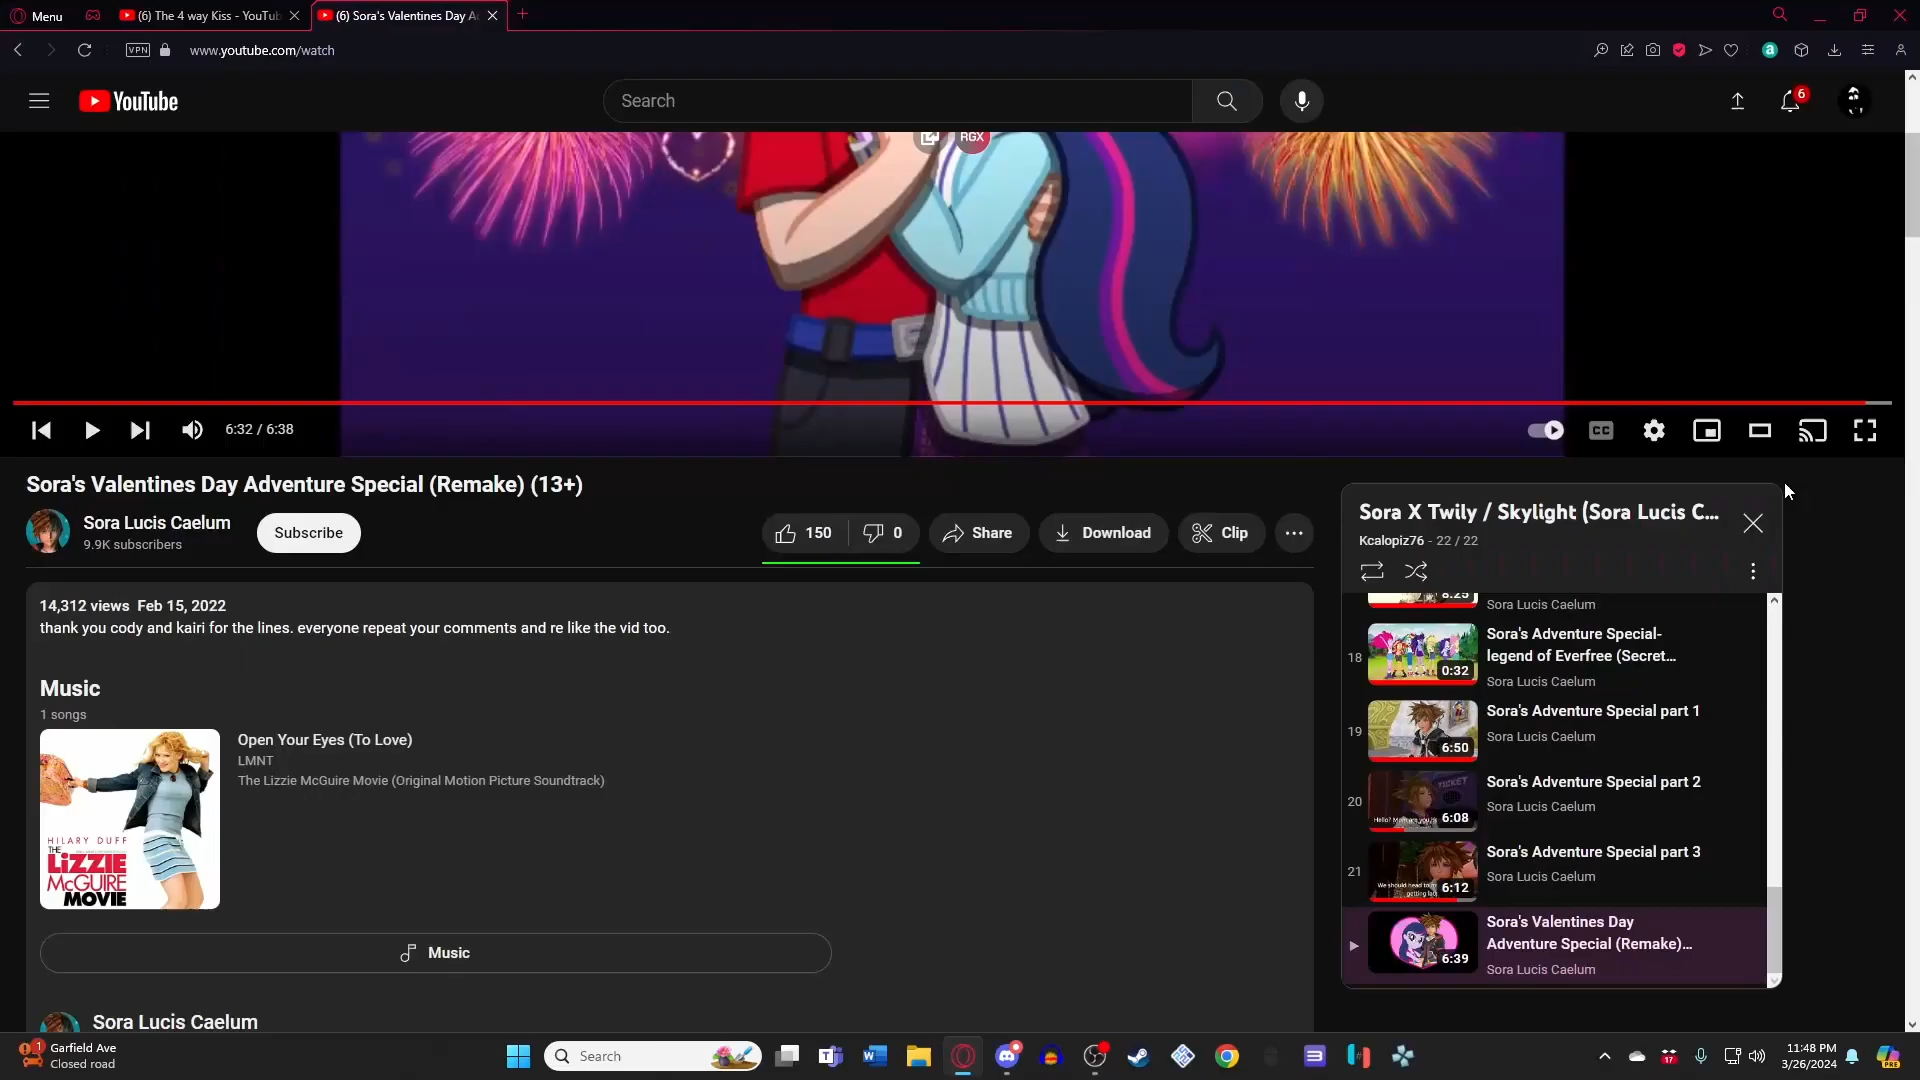 Menu
(6) The 4 way Kiss - YouTub
(6) Sora's Valentines Day A
VPN
www.youtube.com/watch
YouTube
Search
6
RGX
6:32 / 6:38
CC
Sora's Valentines Day Adventure Special (Remake) (13+)
Sora Lucis Caelum
9.9K subscribers
Subscribe
150
0
Share
Download
Clip
14,312 views Feb 15, 2022
thank you cody and kairi for the lines. everyone repeat your comments and re like the vid too.
Music
1 songs
HILARY DUFF
THE
LIZZIE
McGUIRE
MOVIE
Open Your Eyes (To Love)
LMNT
The Lizzie McGuire Movie (Original Motion Picture Soundtrack)
Music
Sora Lucis Caelum
Sora X Twily / Skylight (Sora Lucis C...
Kcalopiz76 - 22 / 22
8:25
Sora Lucis Caelum
18
0:32
Sora's Adventure Special-
legend of Everfree (Secret...
Sora Lucis Caelum
19
6:50
Sora's Adventure Special part 1
Sora Lucis Caelum
20
6:08
Sora's Adventure Special part 2
Sora Lucis Caelum
21
6:12
Sora's Adventure Special part 3
Sora Lucis Caelum
6:39
Sora's Valentines Day
Adventure Special (Remake)...
Sora Lucis Caelum
1
Garfield Ave
Closed road
Search
17
11:48 PM
3/26/2024
PRE